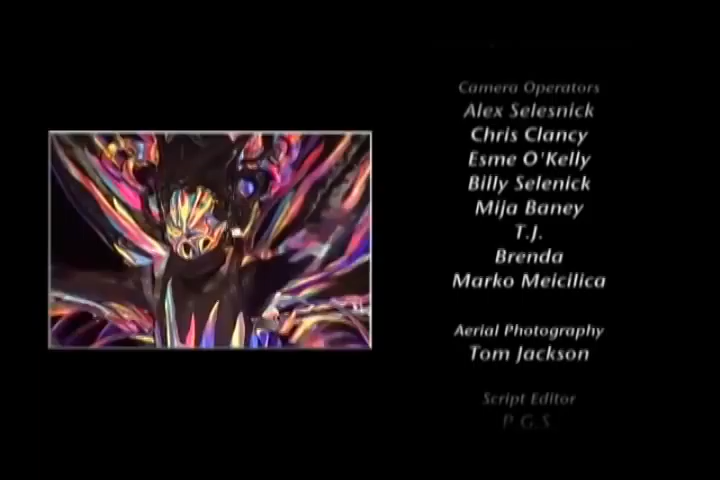 Camera Operators
Alex Selesnick
Chris Clancy
Esme O'Kelly
Billy Selenick
Mija Baney
T.J.
Brenda
Marko Meicilica
Aerial Photography
Tom Jackson
Script Editor
P G.S